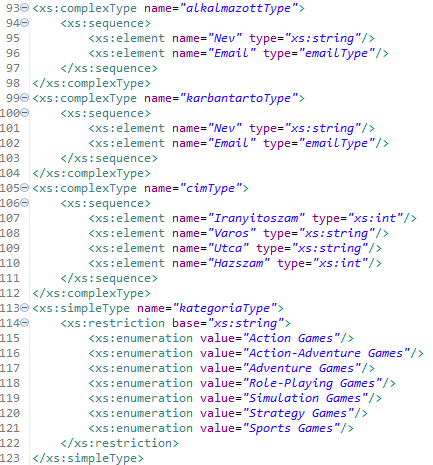 93 <xs:complexType name="alkalmazottType">
94     <xs:sequence>
95         <xs:element name="Nev" type="xs:string"/>
96         <xs:element name="Email" type="emailType"/>
97     </xs:sequence>
98 </xs:complexType>
99 <xs:complexType name="karbantartoType">
100     <xs:sequence>
101         <xs:element name="Nev" type="xs:string"/>
102         <xs:element name="Email" type="emailType"/>
103     </xs:sequence>
104 </xs:complexType>
105 <xs:complexType name="cimType">
106     <xs:sequence>
107         <xs:element name="Iranyitoszam" type="xs:int"/>
108         <xs:element name="Varos" type="xs:string"/>
109         <xs:element name="Utca" type="xs:string"/>
110         <xs:element name="Hazszam" type="xs:int"/>
111     </xs:sequence>
112 </xs:complexType>
113 <xs:simpleType name="kategoriaType">
114     <xs:restriction base="xs:string">
115         <xs:enumeration value="Action Games"/>
116         <xs:enumeration value="Action-Adventure Games"/>
117         <xs:enumeration value="Adventure Games"/>
118         <xs:enumeration value="Role-Playing Games"/>
119         <xs:enumeration value="Simulation Games"/>
120         <xs:enumeration value="Strategy Games"/>
121         <xs:enumeration value="Sports Games"/>
122     </xs:restriction>
123 </xs:simpleType>